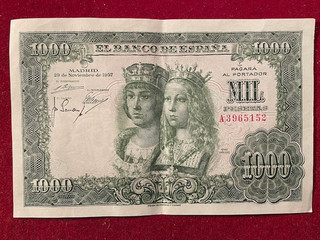 1000 EL BANCO DE ESPAÑA 1000
MADRID
29 de Noviembre de 1957
PAGARÁ
AL PORTADOR
MIL
PESETAS
A3965152
1000 1000